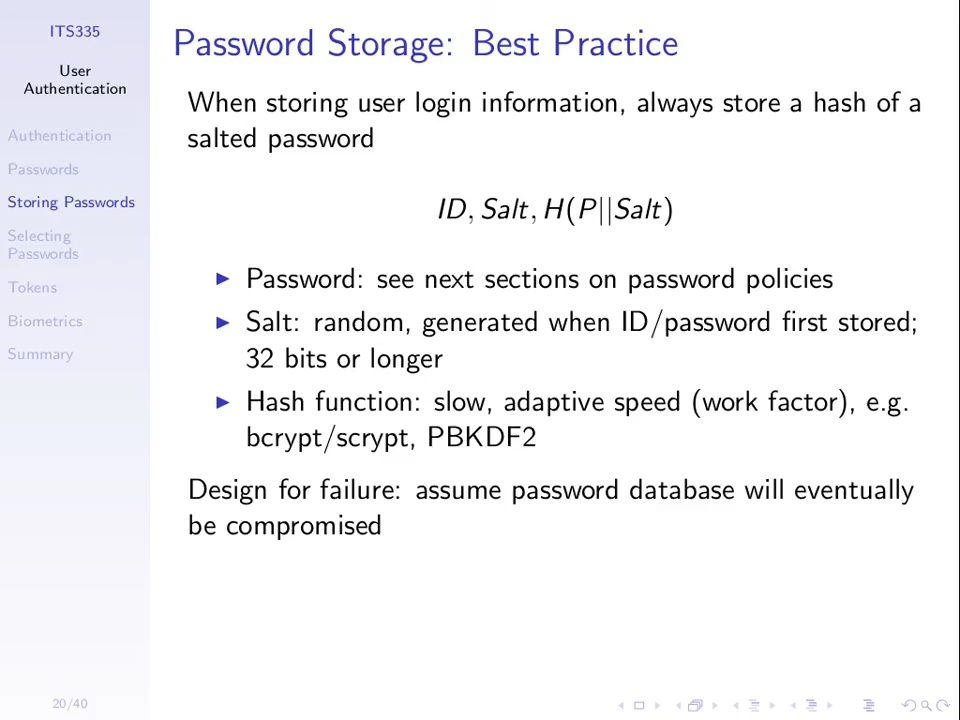 ITS335
User
Authentication
Authentication
Passwords
Storing Passwords
Selecting
Passwords
Tokens
Biometrics
Summary
20/40
Password Storage: Best Practice
When storing user login information, always store a hash of a
salted password
ID, Salt, H(P||Salt)
▶ Password: see next sections on password policies
▶ Salt: random, generated when ID/password first stored;
32 bits or longer
▶ Hash function: slow, adaptive speed (work factor), e.g.
bcrypt/scrypt, PBKDF2
Design for failure: assume password database will eventually
be compromised